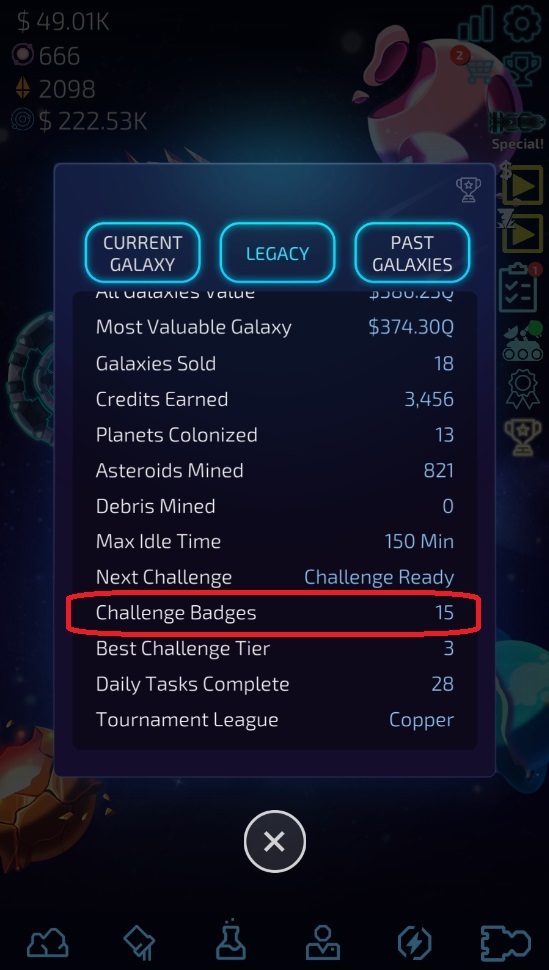 $ 49.01K
666
2098
$ 222.53K
2
Special!
$
CURRENT
GALAXY
LEGACY
PAST
GALAXIES
1
All Galaxies Value $380.25Q
Most Valuable Galaxy $374.30Q
Galaxies Sold 18
Credits Earned 3,456
Planets Colonized 13
Asteroids Mined 821
Debris Mined 0
Max Idle Time 150 Min
Next Challenge Challenge Ready
Challenge Badges 15
Best Challenge Tier 3
Daily Tasks Complete 28
Tournament League Copper